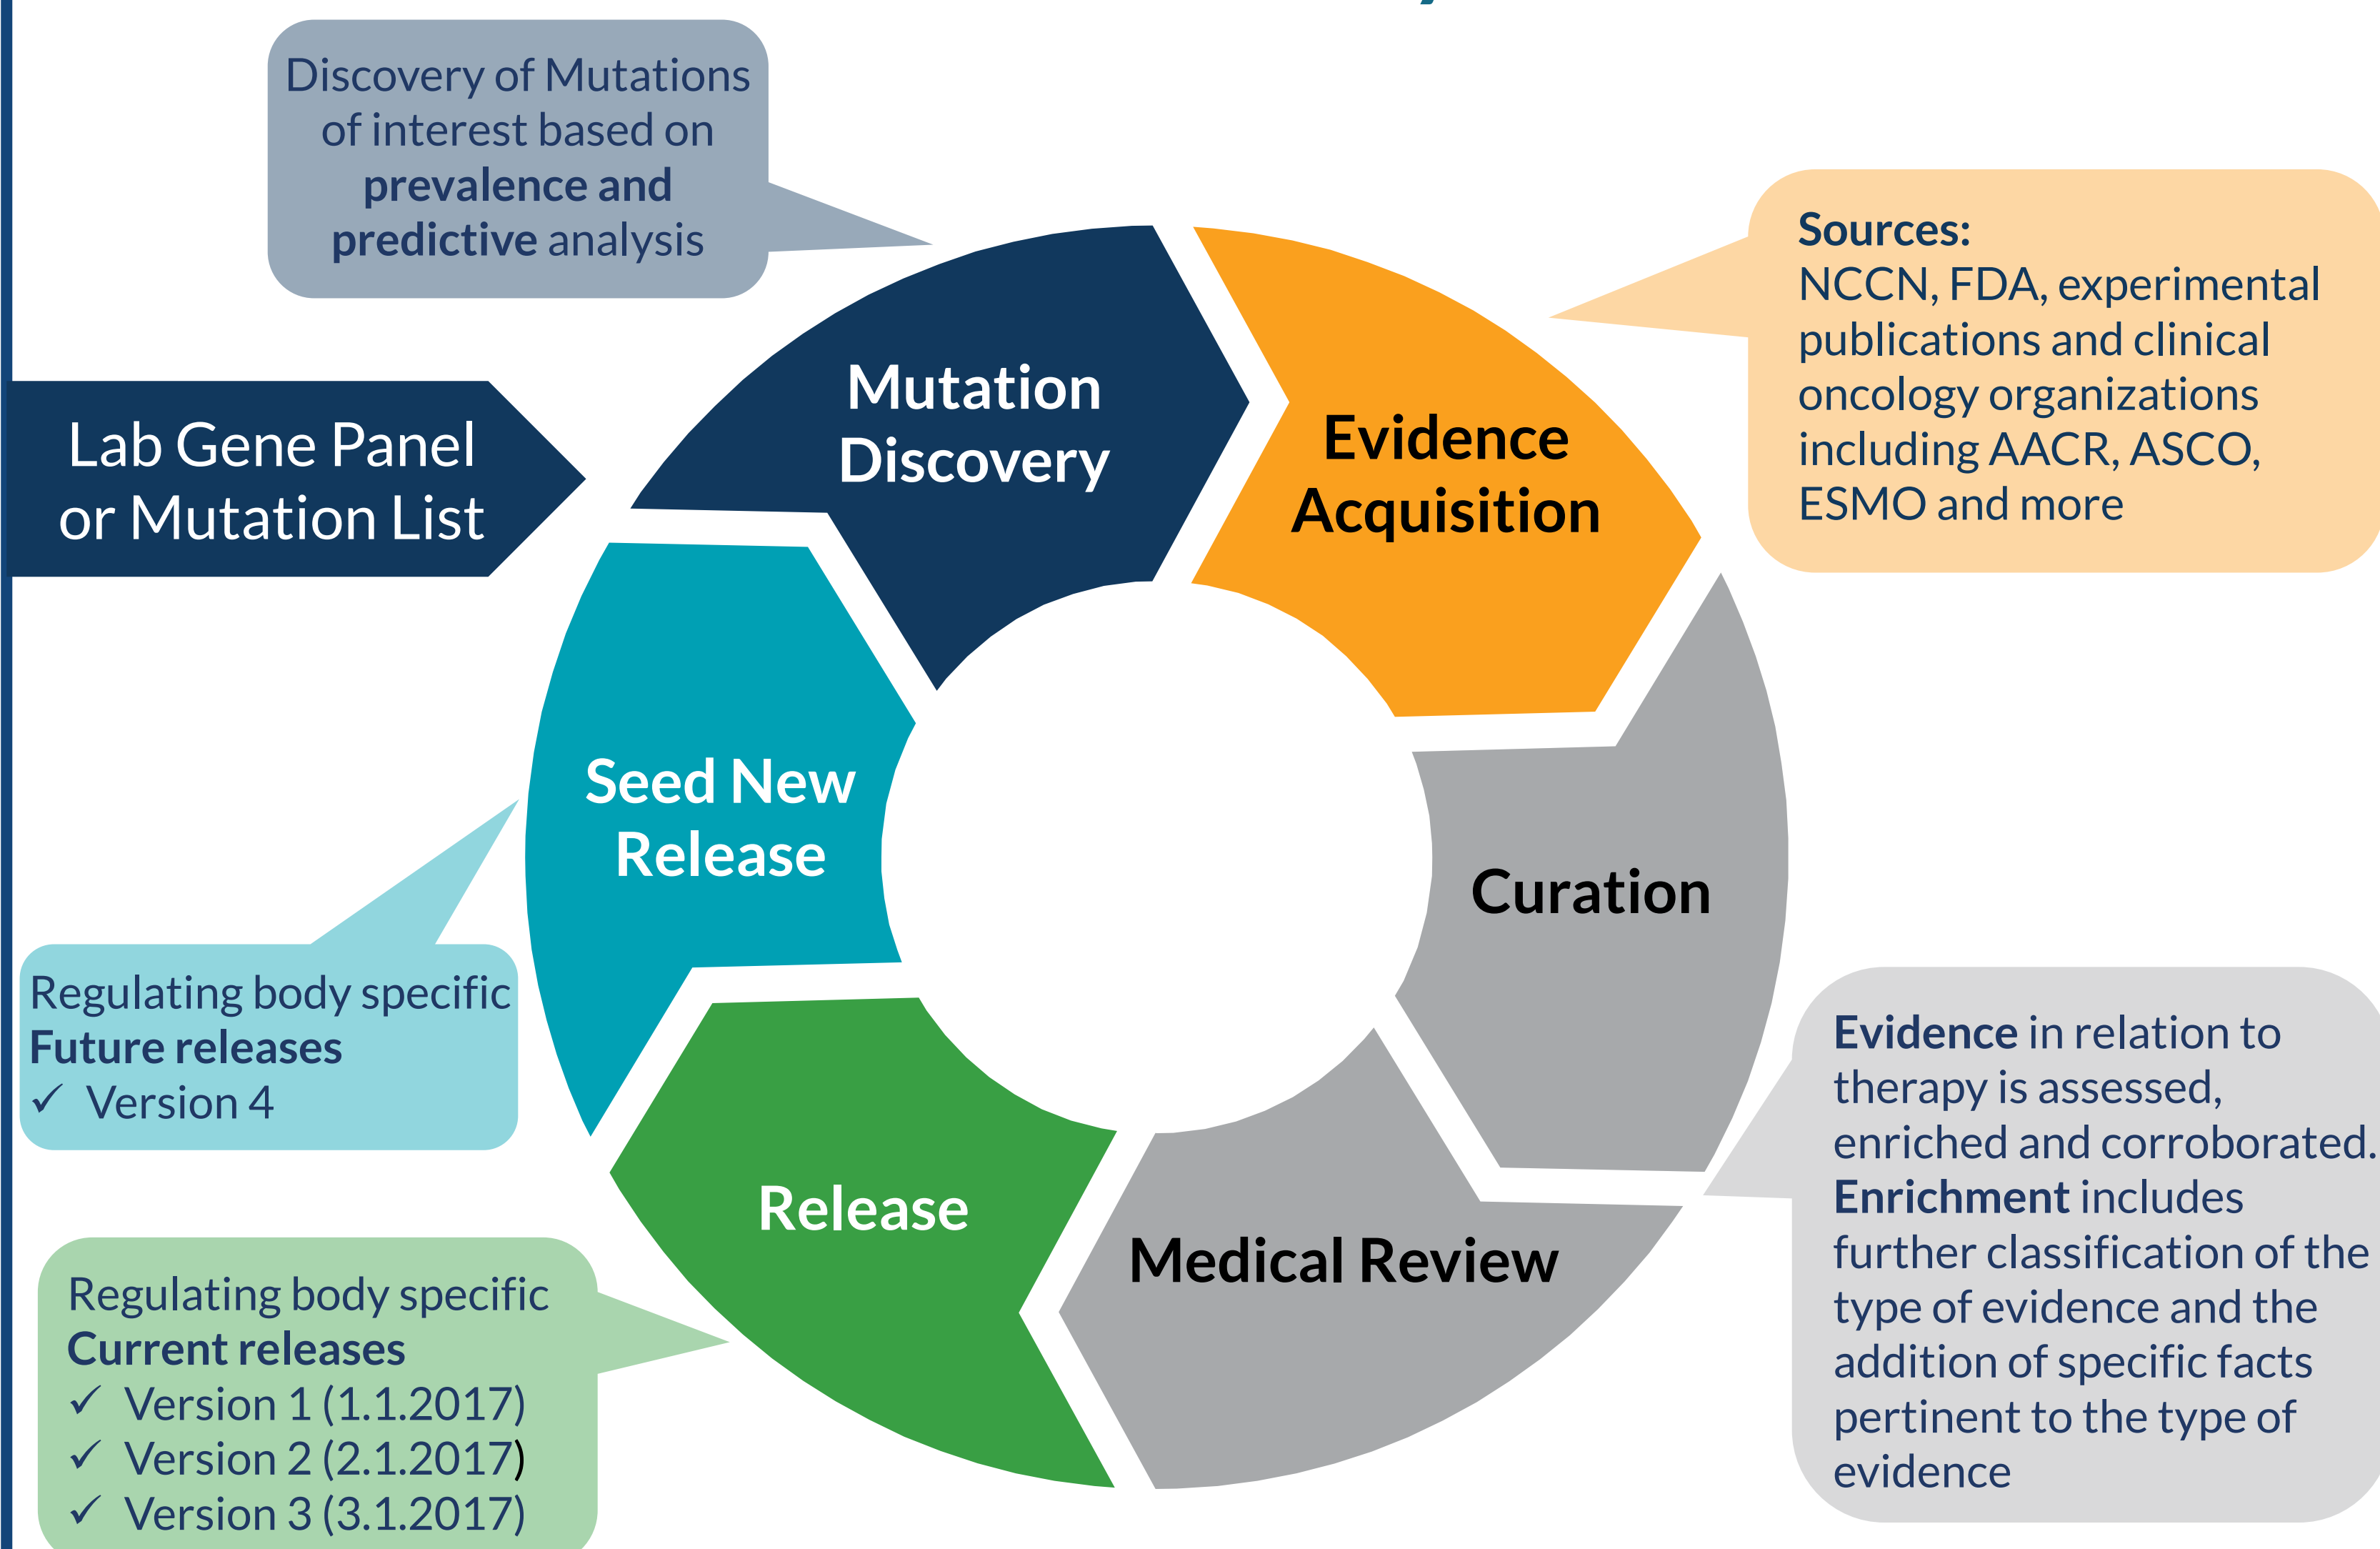 Discovery of Mutations
of interest based on
prevalence and
predictive analysis
Sources:
NCCN, FDA, experimental
publications and clinical
oncology organizations
including AACR, ASCO,
ESMO and more
Lab Gene Panel
or Mutation List
Mutation
Discovery
Evidence
Acquisition
Seed New
Release
Curation
Regulating body specific
Future releases
✓ Version 4
Evidence in relation to
therapy is assessed,
enriched and corroborated.
Enrichment includes
further classification of the
type of evidence and the
addition of specific facts
pertinent to the type of
evidence
Release
Medical Review
Regulating body specific
Current releases
✓ Version 1 (1.1.2017)
✓ Version 2 (2.1.2017)
✓ Version 3 (3.1.2017)